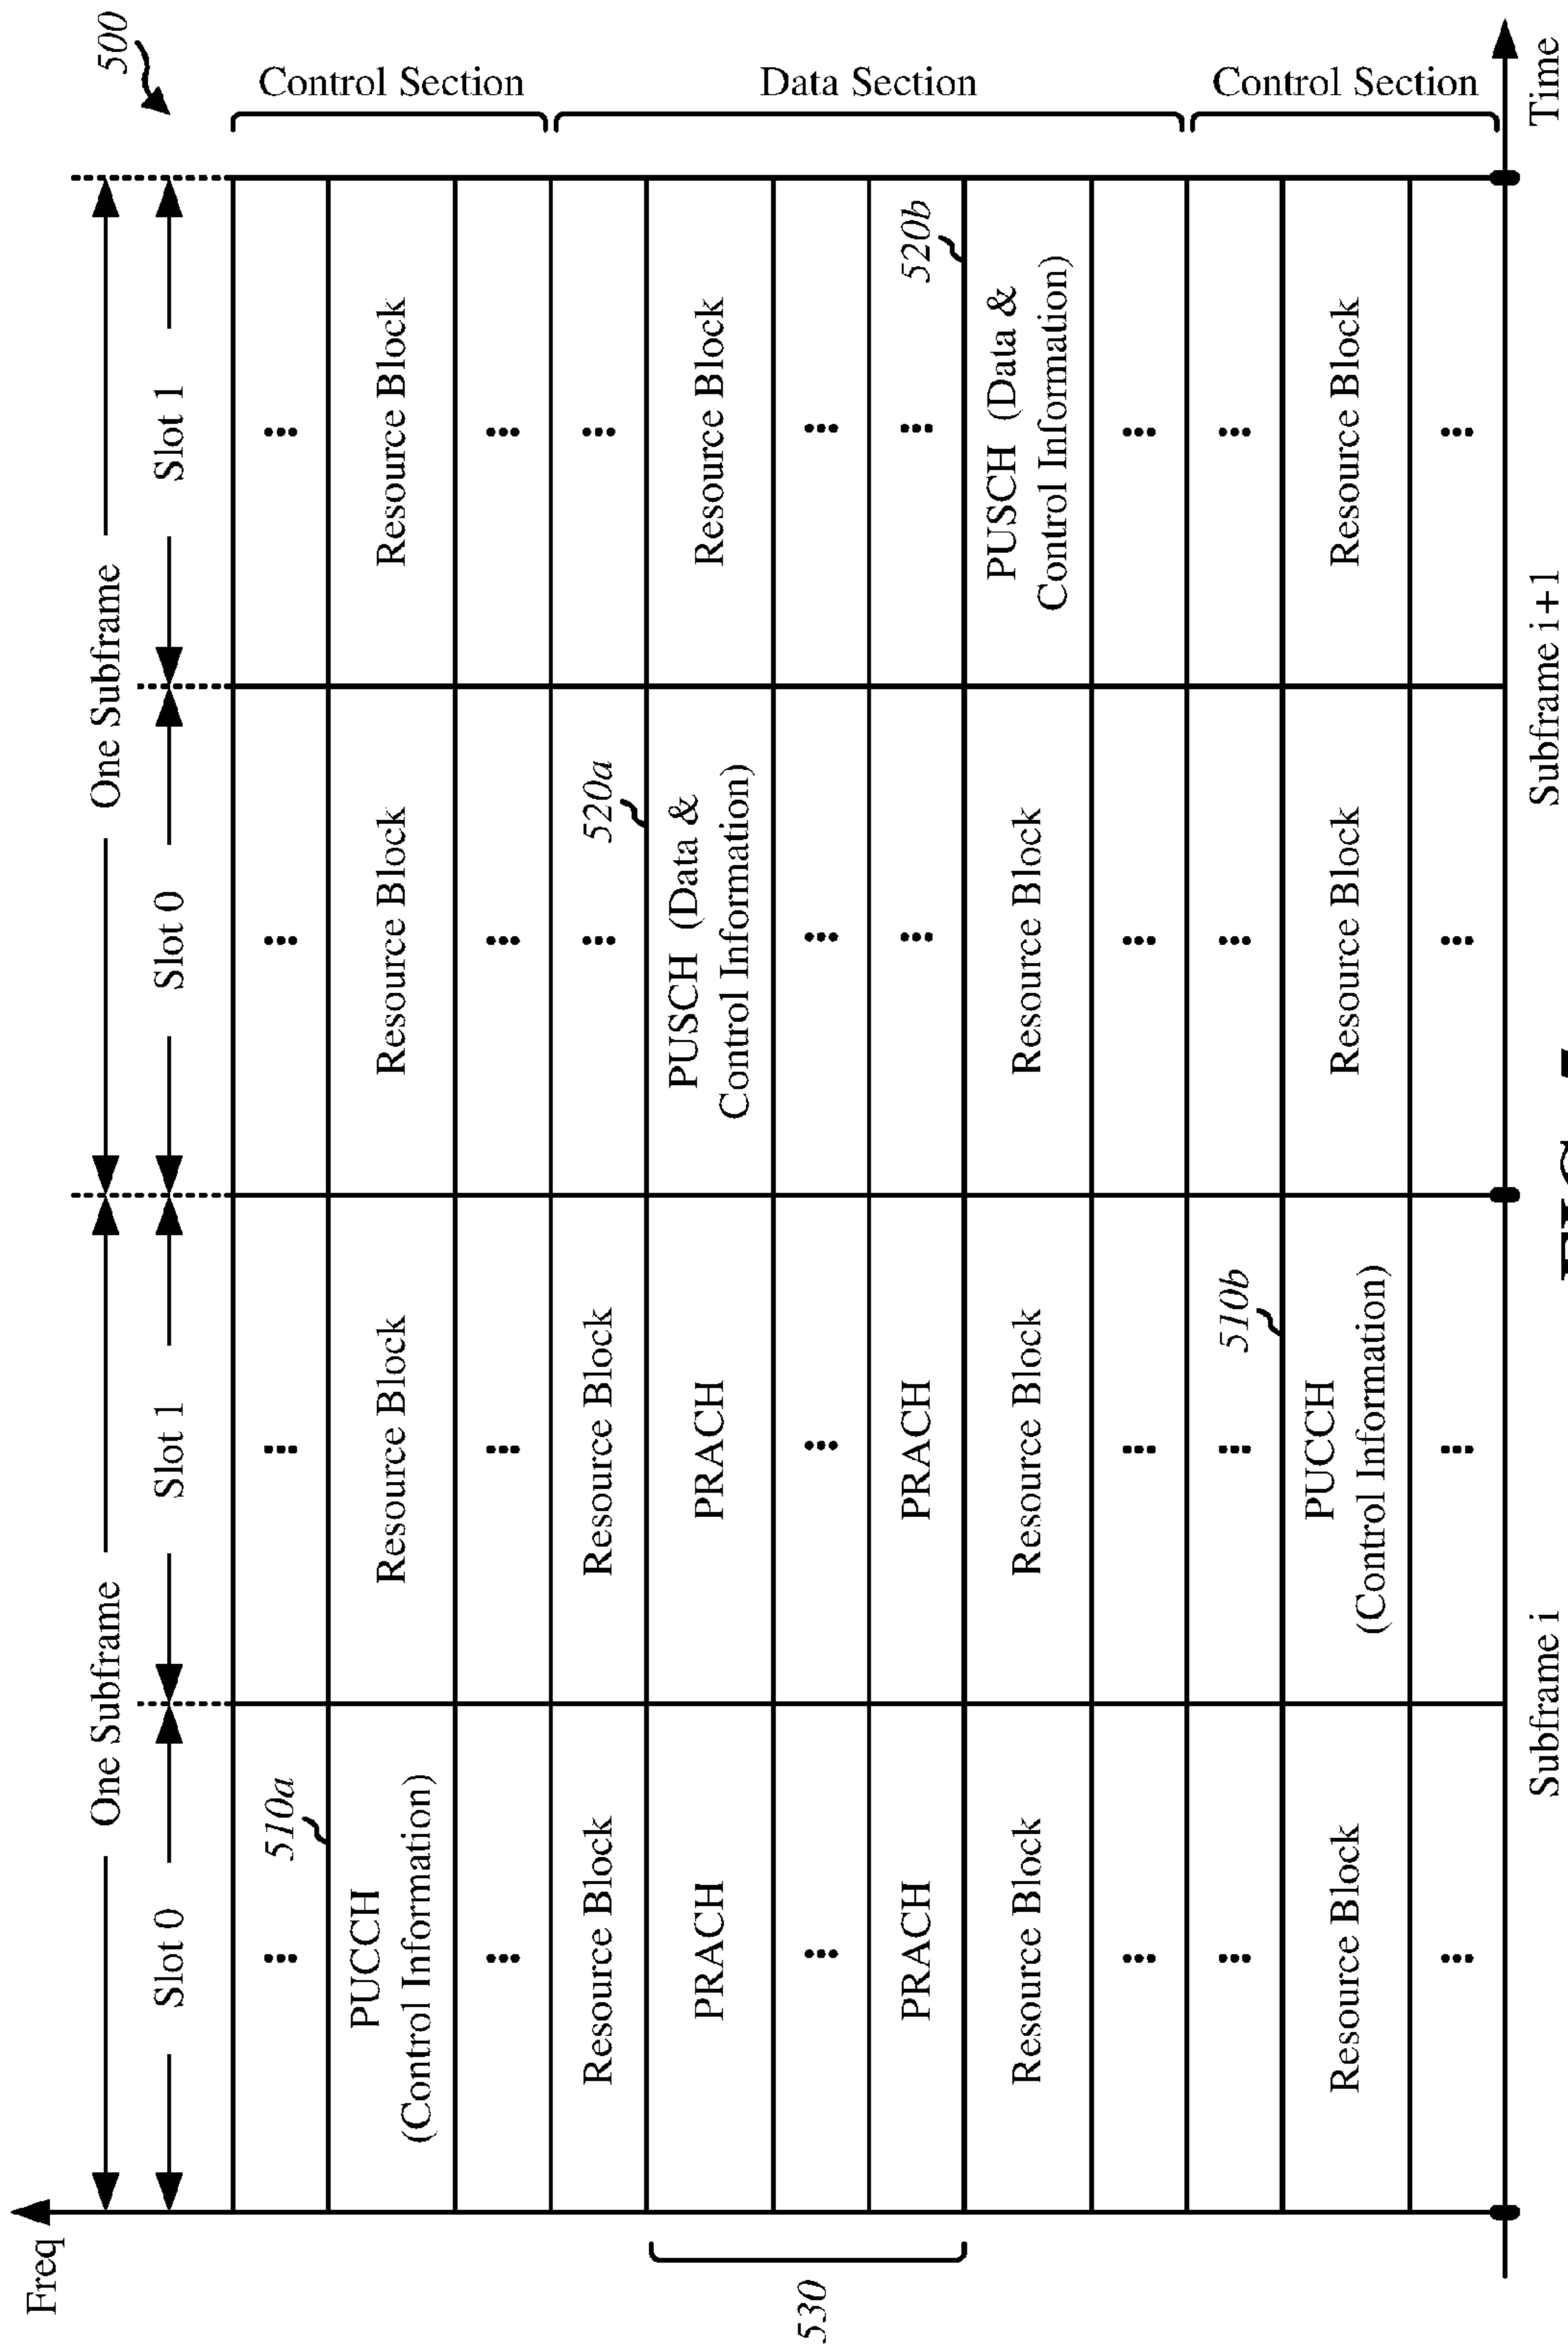 Freq
500
One Subframe
One Subframe
Slot 0
Slot 1
Slot 0
Slot 1
510a
PUCCH
(Control Information)
Resource Block
Resource Block
Resource Block
Control Section
520a
Resource Block
Resource Block
PRACH
PRACH
PUSCH (Data &
Control Information)
Resource Block
Data Section
530
PRACH
PRACH
520b
Resource Block
Resource Block
Resource Block
PUSCH (Data &
Control Information)
510b
Resource Block
PUCCH
(Control Information)
Resource Block
Resource Block
Control Section
Subframe i
Subframe i+1
Time